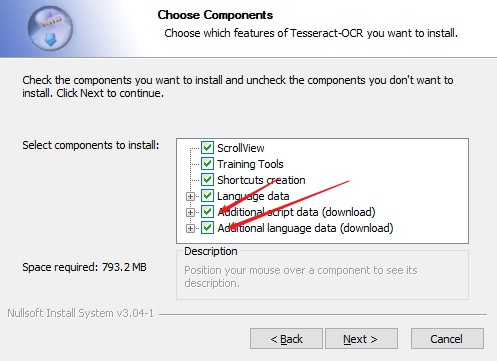 Choose Components
Choose which features of Tesseract-OCR you want to install.
Check the components you want to install and uncheck the components you don't want to
install. Click Next to continue.
Select components to install:
ScrollView
Training Tools
Shortcuts creation
Language data
Additional script data (download)
Additional language data (download)
Space required: 793.2 MB
Description
Position your mouse over a component to see its
description.
Nullsoft Install System v3.04-1
< Back
Next >
Cancel